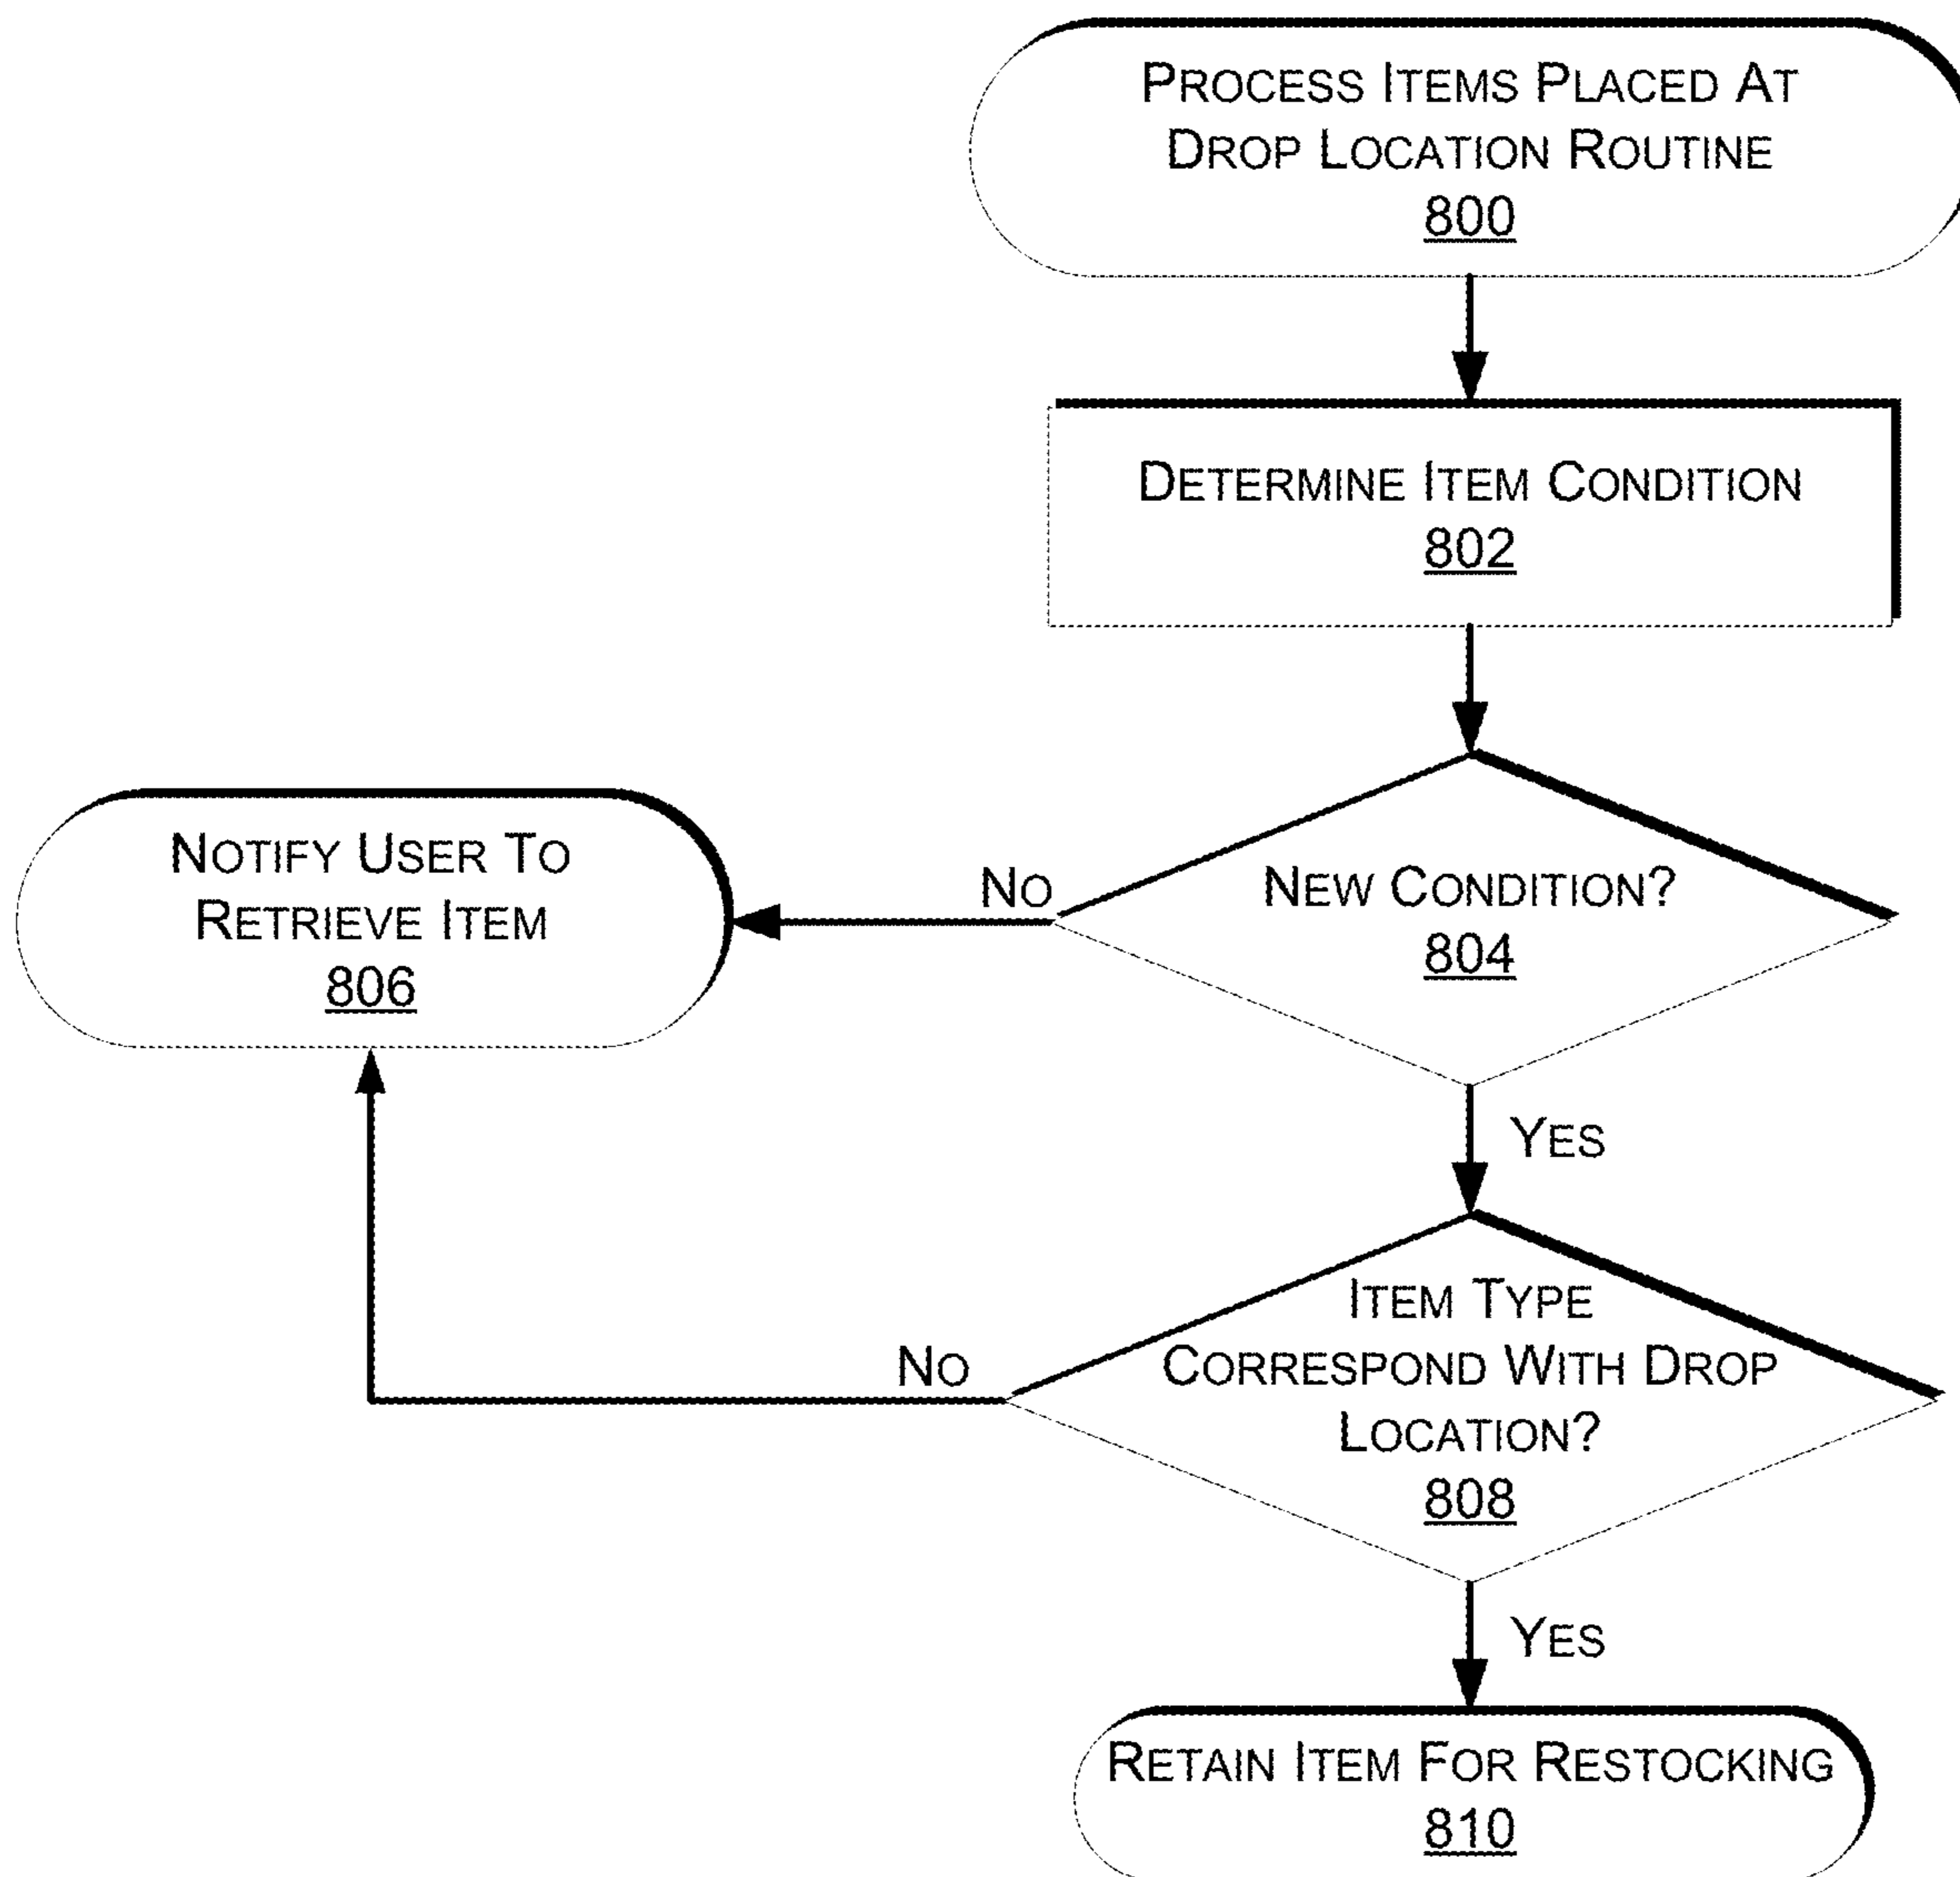 PROCESS ITEMS PLACED AT
DROP LOCATION ROUTINE
800
DETERMINE ITEM CONDITION
802
NEW CONDITION?
804
NO
NOTIFY USER TO
RETRIEVE ITEM
806
YES
ITEM TYPE
CORRESPOND WITH DROP
LOCATION?
808
NO
YES
RETAIN ITEM FOR RESTOCKING
810